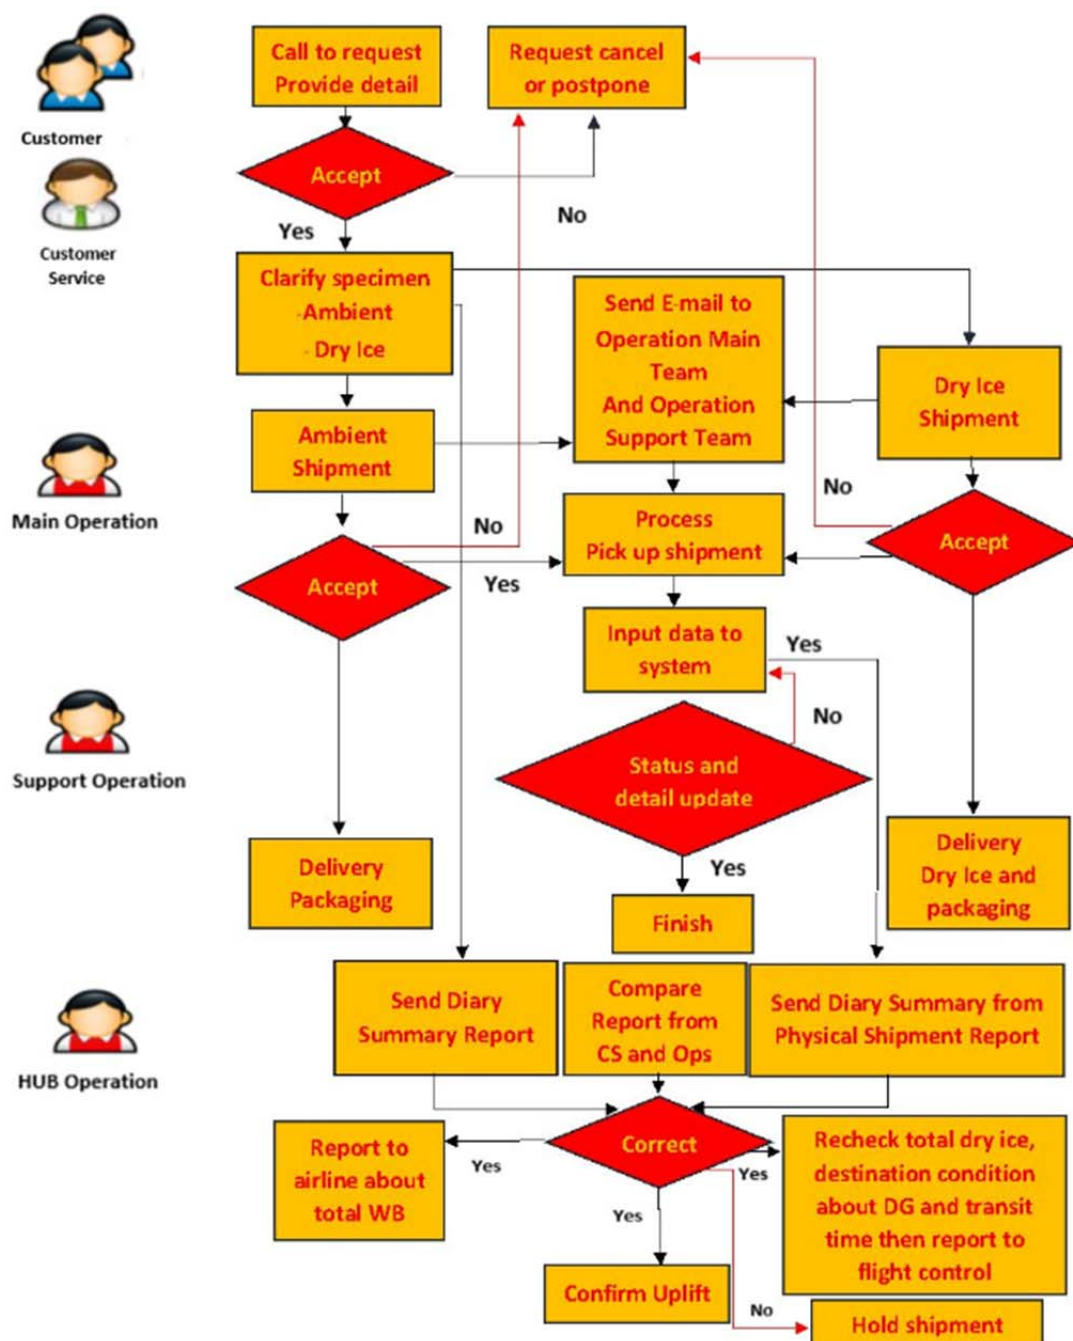 Call to request
Provide detail
Request cancel
or postpone
Customer
Accept
No
Yes
Customer
Service
Clarify specimen
-Ambient
- Dry Ice
Send E-mail to
Operation Main
Team
And Operation
Support Team
Dry Ice
Shipment
Ambient
Shipment
Main Operation
No
No
Process
Pick up shipment
Accept
Accept
Yes
Input data to
system
Yes
No
Support Operation
Status and
detail update
Yes
Delivery
Packaging
Delivery
Dry Ice and
packaging
Finish
Send Diary
Summary Report
Compare
Report from
CS and Ops
Send Diary Summary from
Physical Shipment Report
HUB Operation
Correct
Yes
Yes
Yes
Report to
airline about
total WB
Recheck total dry ice,
destination condition
about DG and transit
time then report to
flight control
Confirm Uplift
No
Hold shipment